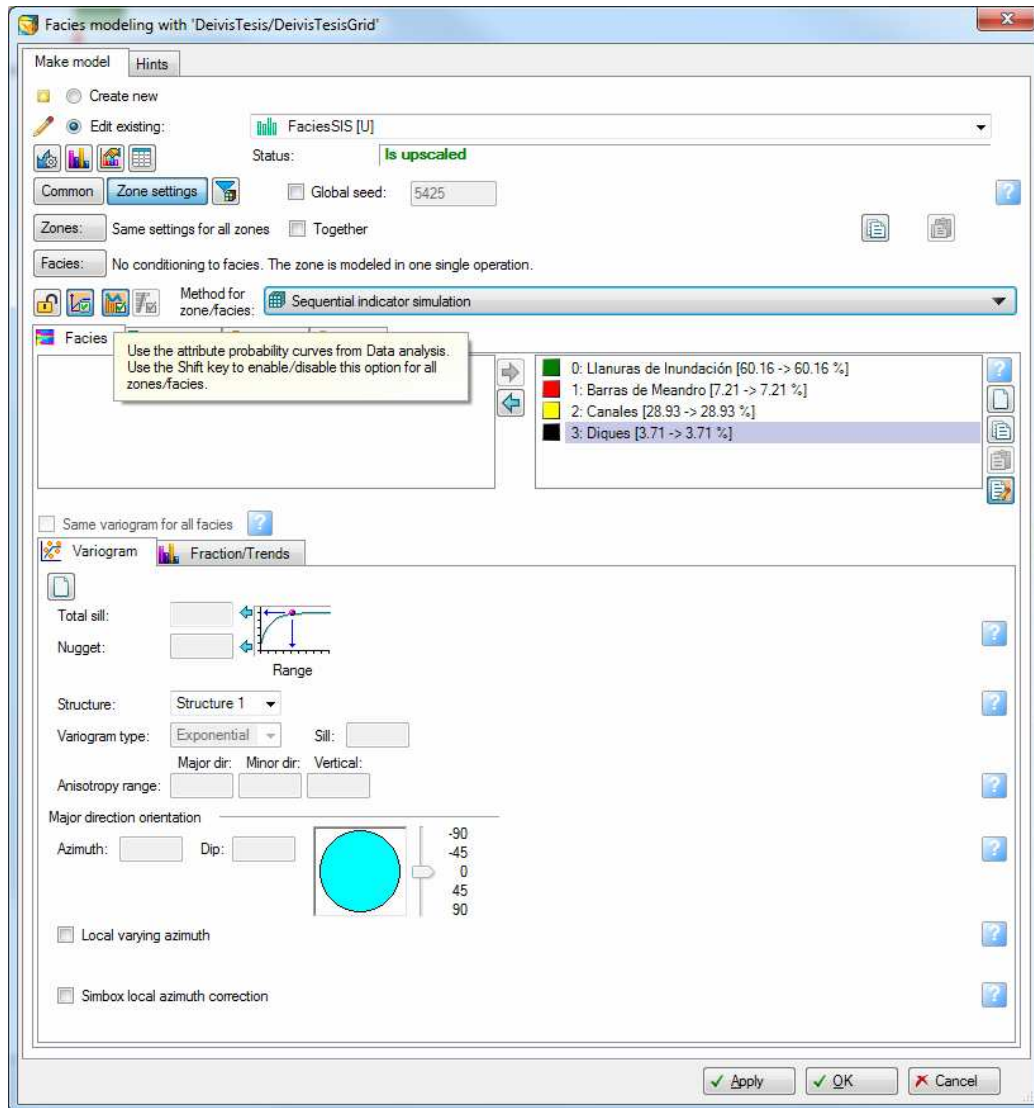 Facies modeling with 'DeivisTesis/DeivisTesisGrid'
Make model Hints
Create new
Edit existing: FaciesSIS [U]
Status: Is upscaled
Common Zone settings Global seed: 5425
Zones: Same settings for all zones Together
Facies: No conditioning to facies. The zone is modeled in one single operation.
Method for zone/facies: Sequential indicator simulation
Facies
Use the attribute probability curves from Data analysis.
Use the Shift key to enable/disable this option for all
zones/facies.
0: Llanuras de Inundación [60.16 -> 60.16 %]
1: Barras de Meandro [7.21 -> 7.21 %]
2: Canales [28.93 -> 28.93 %]
3: Diques [3.71 -> 3.71 %]
Same variogram for all facies
Variogram Fraction/Trends
Total sill:
Nugget:
Range
Structure: Structure 1
Variogram type: Exponential Sill:
Major dir: Minor dir: Vertical:
Anisotropy range:
Major direction orientation
Azimuth: Dip:
-90
-45
0
45
90
Local varying azimuth
Simbox local azimuth correction
Apply OK Cancel